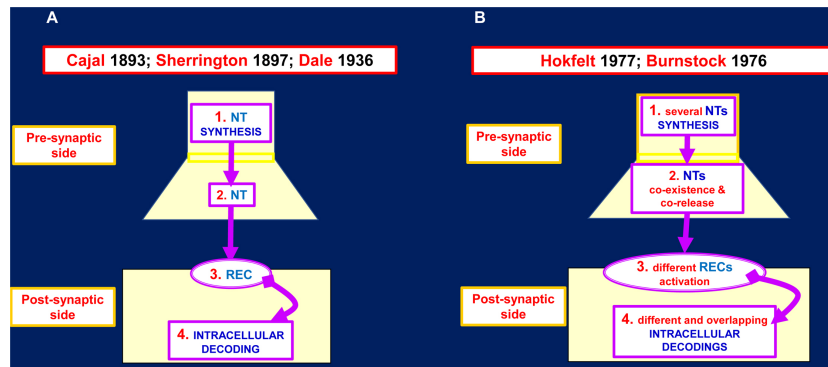 A
Cajal 1893; Sherrington 1897; Dale 1936
Pre-synaptic
side
1. NT
SYNTHESIS
2. NT
Post-synaptic
side
3. REC
4. INTRACELLULAR
DECODING
B
Hokfelt 1977; Burnstock 1976
Pre-synaptic
side
1. several NTs
SYNTHESIS
2. NTs
co-existence &
co-release
Post-synaptic
side
3. different RECs
activation
4. different and overlapping
INTRACELLULAR
DECODINGS